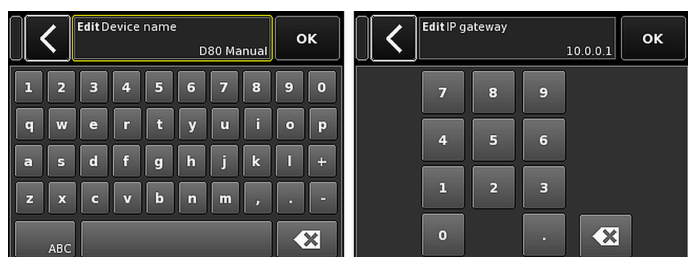 Edit Device name
D80 Manual
OK
1 2 3 4 5 6 7 8 9 0
q w e r t y u i o p
a s d f g h j k l +
z x c v b n m , . -
ABC
Edit IP gateway
10.0.0.1
OK
7 8 9
4 5 6
1 2 3
0 .